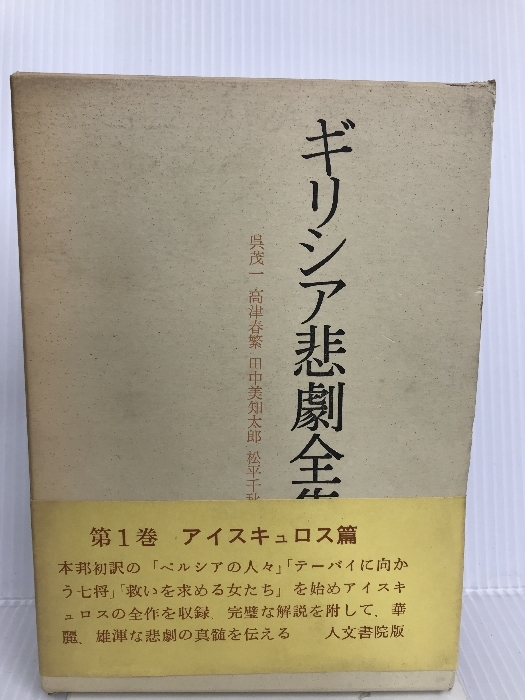 ギリシア悲劇全集
呉茂一 高津春繁 田中美知太郎 松平千秋
第1巻 アイスキュロス篇
本邦初訳の「ペルシアの人々」「テーバイに向か
う七将」「救いを求める女たち」を始めアイスキ
ュロスの全作を収録、完璧な解説を附して、華
麗、雄渾な悲劇の真髄を伝える 人文書院版